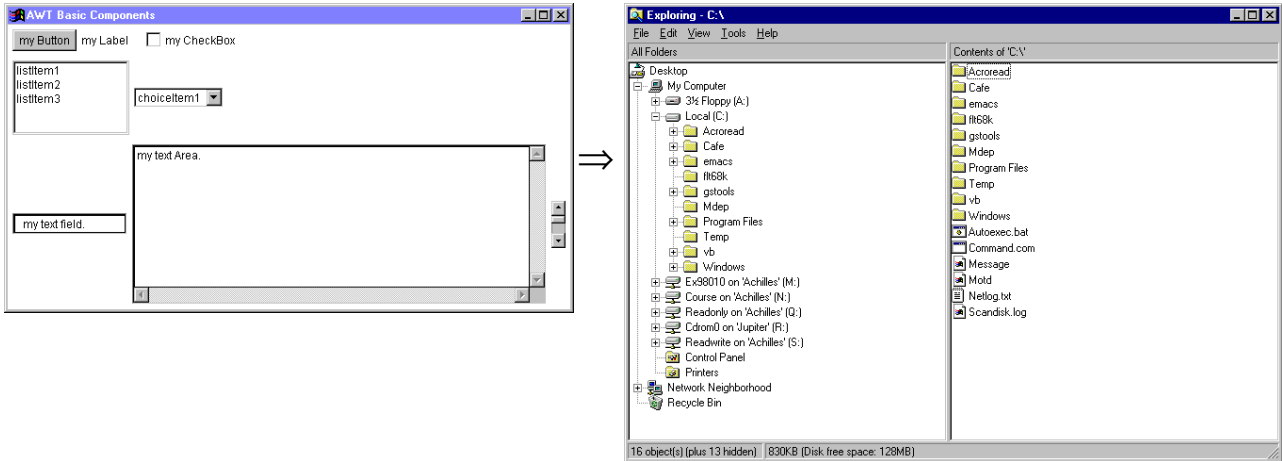 AWT Basic Components
my Button my Label my CheckBox
listItem1
listItem2
listItem3
choiceItem1
my text Area.
my text field.
⇒
Exploring - C:\
File Edit View Tools Help
All Folders
Desktop
My Computer
3½ Floppy (A:)
Local (C:)
Acroread
Cafe
emacs
flt68k
gstools
Mdep
Program Files
Temp
vb
Windows
Ex98010 on 'Achilles' (M:)
Course on 'Achilles' (N:)
Readonly on 'Achilles' (Q:)
Cdrom0 on 'Jupiter' (R:)
Readwrite on 'Achilles' (S:)
Control Panel
Printers
Network Neighborhood
Recycle Bin
Contents of 'C:\'
Acroread
Cafe
emacs
flt68k
gstools
Mdep
Program Files
Temp
vb
Windows
Autoexec.bat
Command.com
Message
Motd
Netlog.txt
Scandisk.log
16 object(s) (plus 13 hidden) 830KB (Disk free space: 128MB)